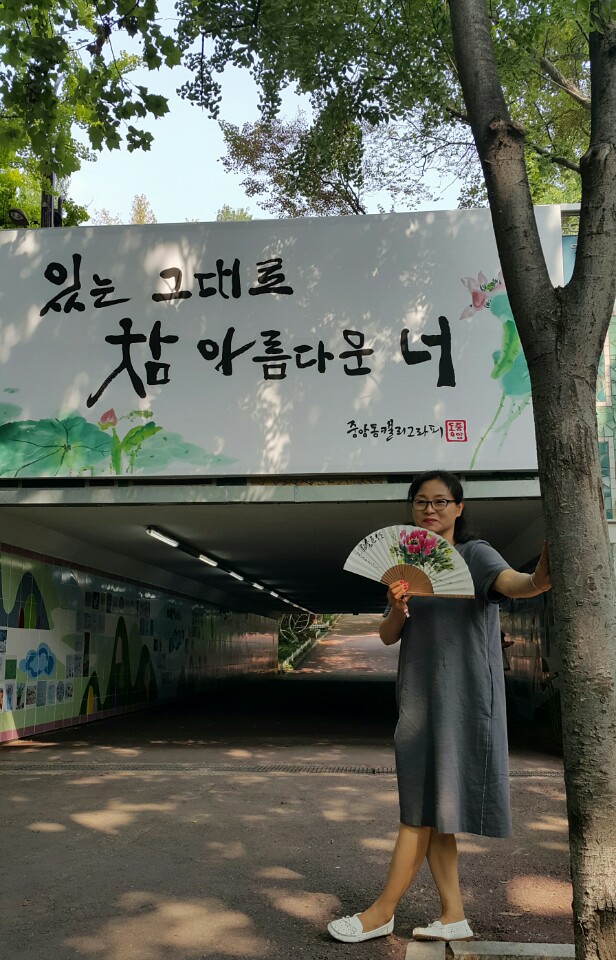 있는 그대로
참 아름다운 너
중앙동캘리그라피